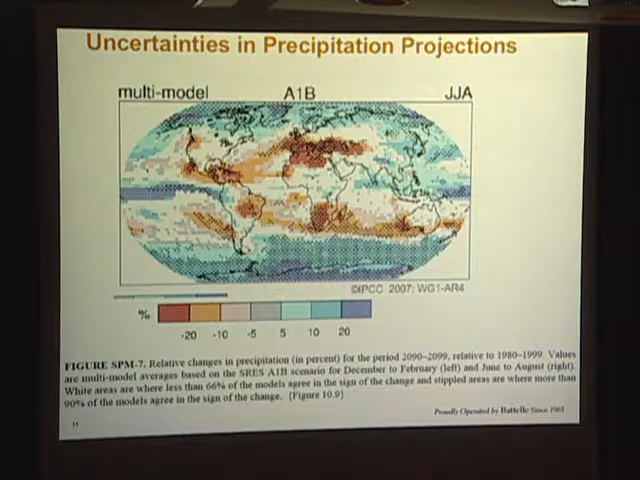 Uncertainties in Precipitation Projections
multi-model A1B JJA
©IPCC 2007: WG1-AR4
%
-20 -10 -5 5 10 20
FIGURE SPM-7. Relative changes in precipitation (in percent) for the period 2090–2099, relative to 1980–1999. Values
are multi-model averages based on the SRES A1B scenario for December to February (left) and June to August (right).
White areas are where less than 66% of the models agree in the sign of the change and stippled areas are where more than
90% of the models agree in the sign of the change. {Figure 10.9}
Proudly Operated by Battelle Since 1965